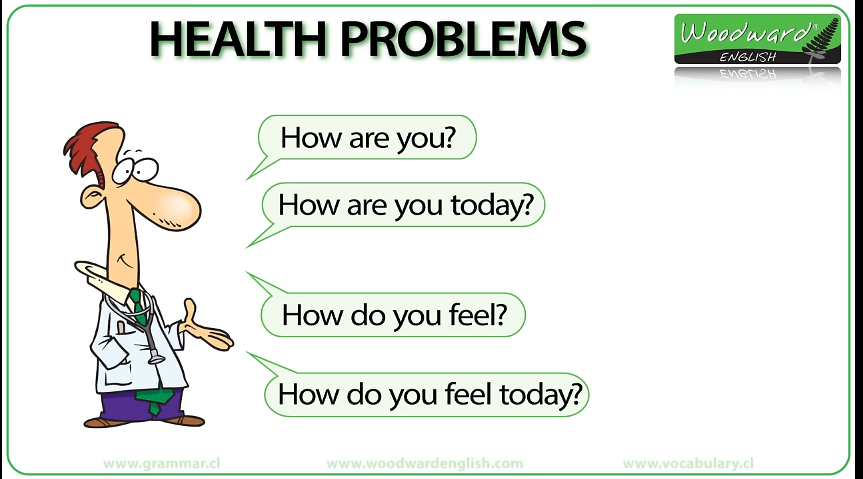 HEALTH PROBLEMS
Woodward®
ENGLISH
How are you?
How are you today?
How do you feel?
How do you feel today?
www.grammar.cl
www.woodwardenglish.com
www.vocabulary.cl